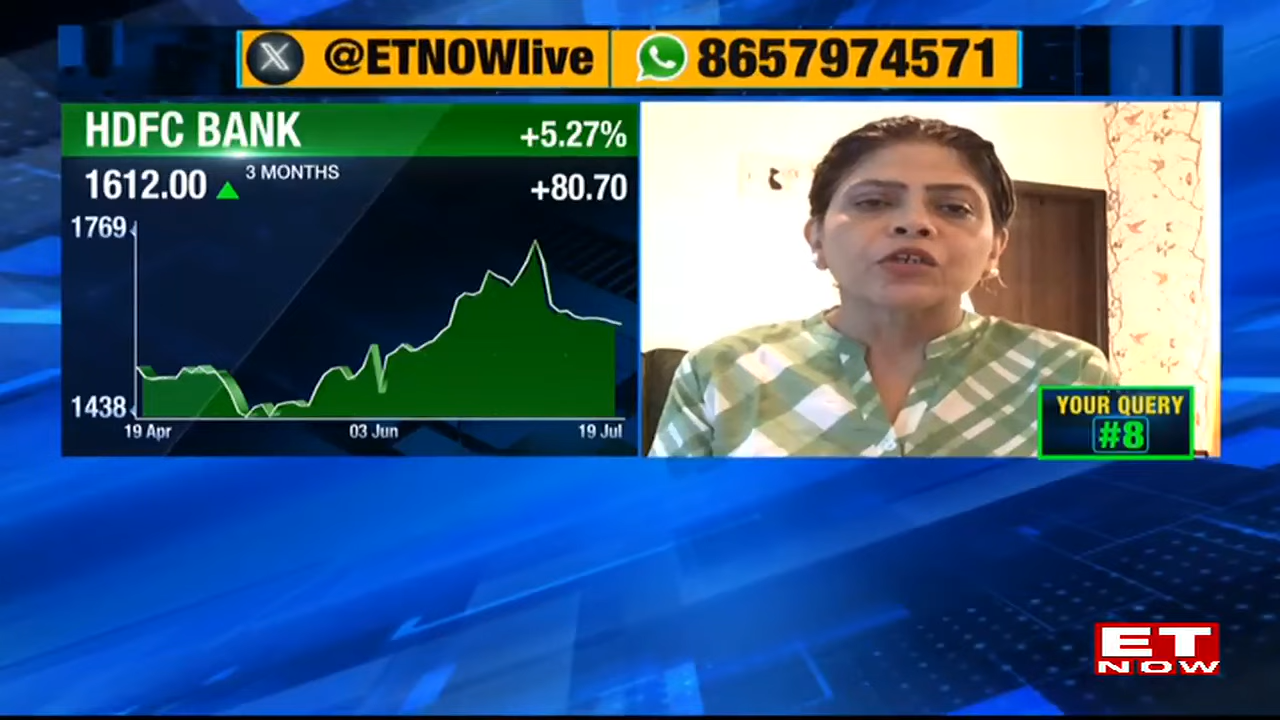 @ETNOWlive
8657974571
HDFC BANK
+5.27%
1612.00
3 MONTHS
+80.70
1769
1438
19 Apr
03 Jun
19 Jul
YOUR QUERY
#8
ET
NOW